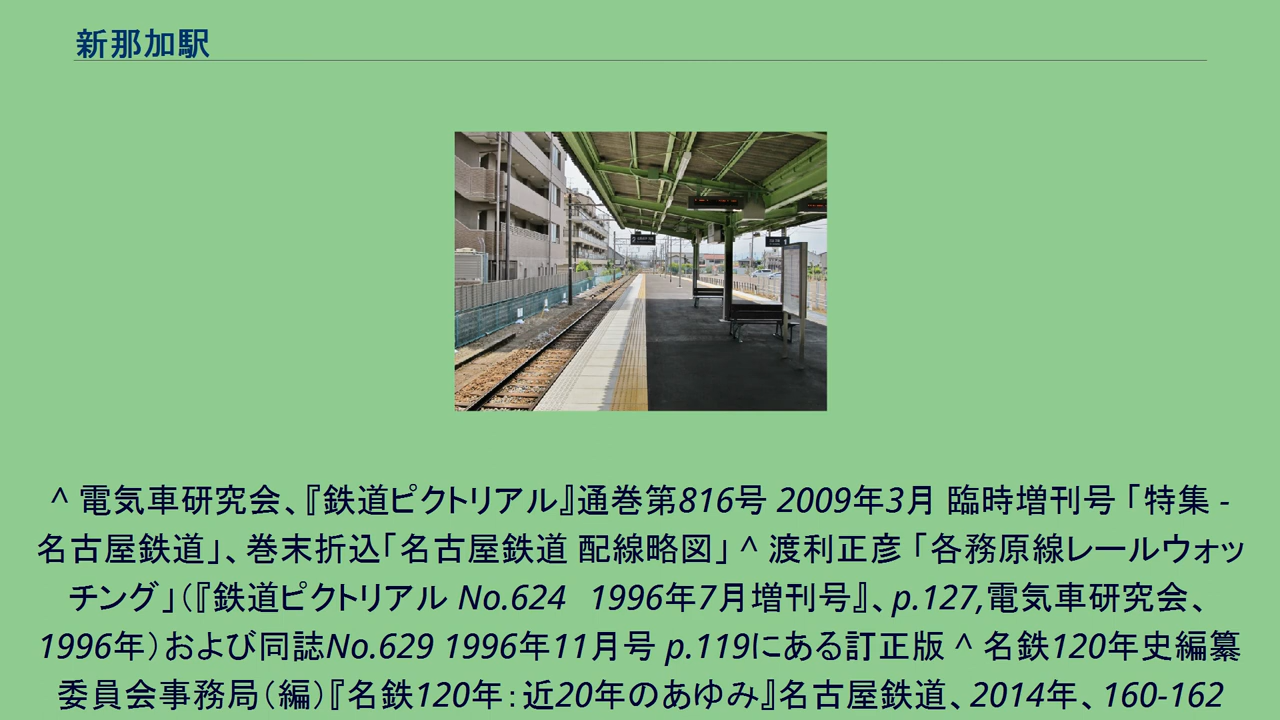 新那加駅
^ 電気車研究会、『鉄道ピクトリアル』通巻第816号 2009年3月 臨時増刊号 「特集 -
名古屋鉄道」、巻末折込「名古屋鉄道 配線略図」 ^ 渡利正彦 「各務原線レールウォッ
チング」（『鉄道ピクトリアル No.624　1996年7月増刊号』、p.127,電気車研究会、
1996年）および同誌No.629 1996年11月号 p.119にある訂正版 ^ 名鉄120年史編纂
委員会事務局（編）『名鉄120年：近20年のあゆみ』名古屋鉄道、2014年、160-162